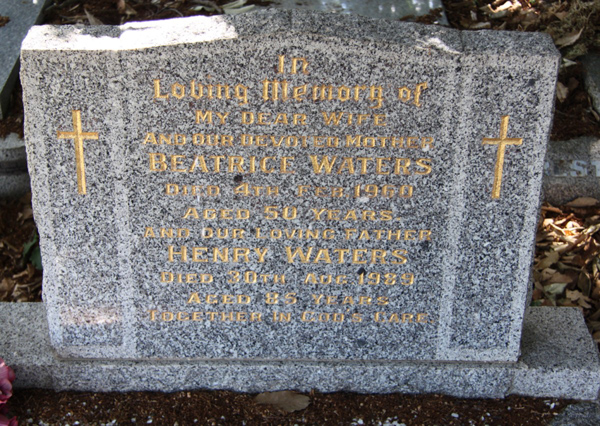 In
Loving Memory of
MY DEAR WIFE
AND OUR DEVOTED MOTHER
BEATRICE WATERS
DIED 4TH FEB 1960
AGED 50 YEARS
AND OUR LOVING FATHER
HENRY WATERS
DIED 30TH AUG 1989
AGED 85 YEARS
TOGETHER IN GOD'S CARE